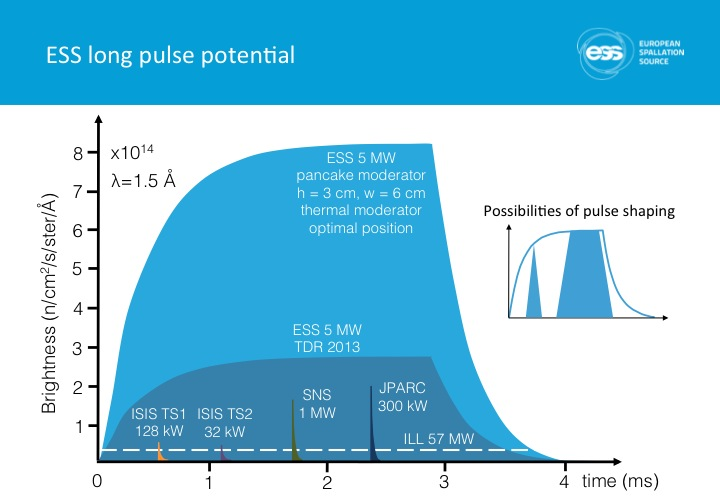 ESS long pulse potential
ess
EUROPEAN
SPALLATION
SOURCE
x10¹⁴
λ=1.5 Å
Brightness (n/cm²/s/ster/Å)
8
7
6
5
4
3
2
1
ESS 5 MW
pancake moderator
h = 3 cm, w = 6 cm
thermal moderator
optimal position
Possibilities of pulse shaping
ESS 5 MW
TDR 2013
ISIS TS1
128 kW
ISIS TS2
32 kW
SNS
1 MW
JPARC
300 kW
ILL 57 MW
0 1 2 3 4 time (ms)